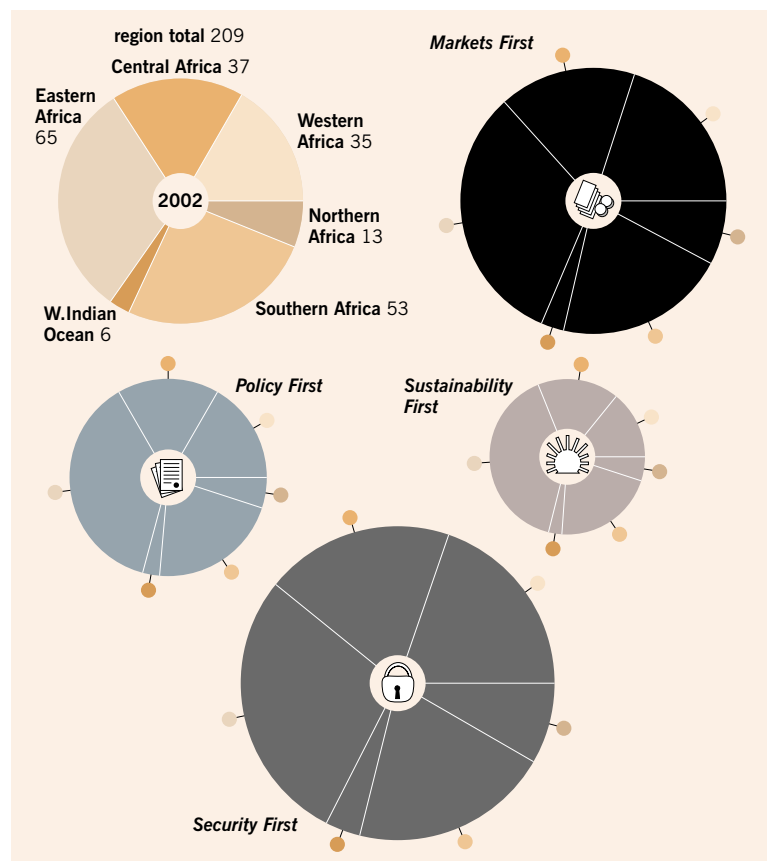 region total 209
Central Africa 37
Eastern
Africa
65
Western
Africa 35
2002
Northern
Africa 13
Southern Africa 53
W.Indian
Ocean 6
Markets First
Policy First
Sustainability
First
Security First